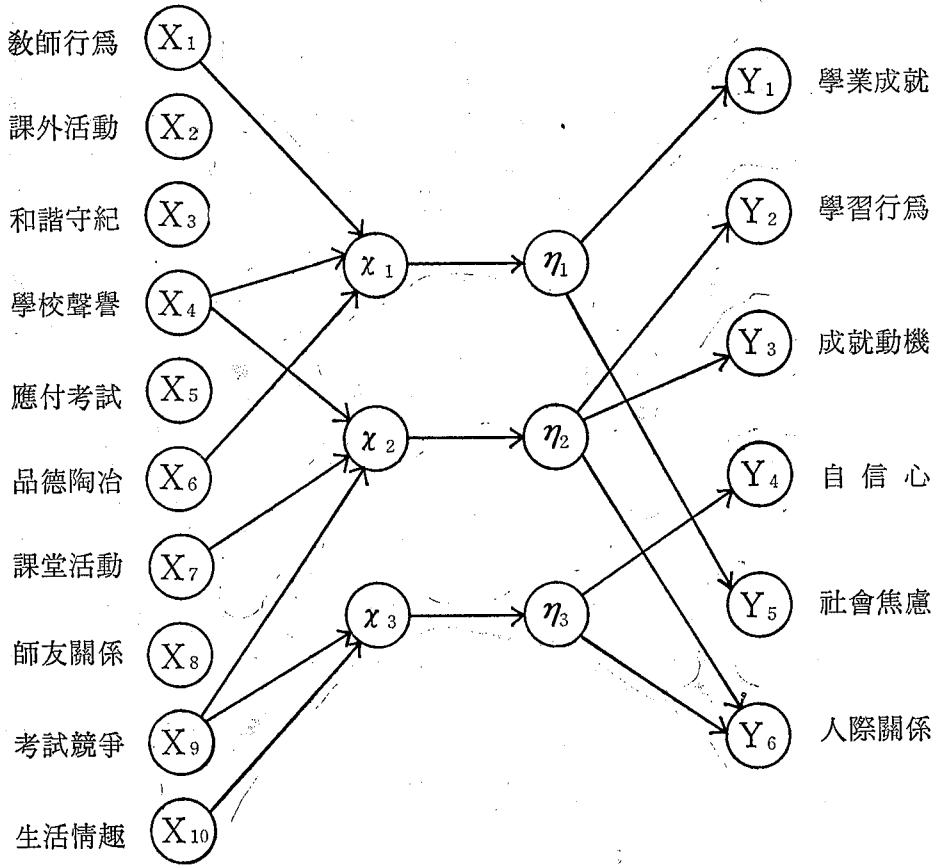 教師行爲 X1
課外活動 X2
和諧守紀 X3
學校聲譽 X4
應付考試 X5
品德陶冶 X6
課堂活動 X7
師友關係 X8
考試競爭 X9
生活情趣 X10
χ1
χ2
χ3
η1
η2
η3
Y1 學業成就
Y2 學習行爲
Y3 成就動機
Y4 自信心
Y5 社會焦慮
Y6 人際關係